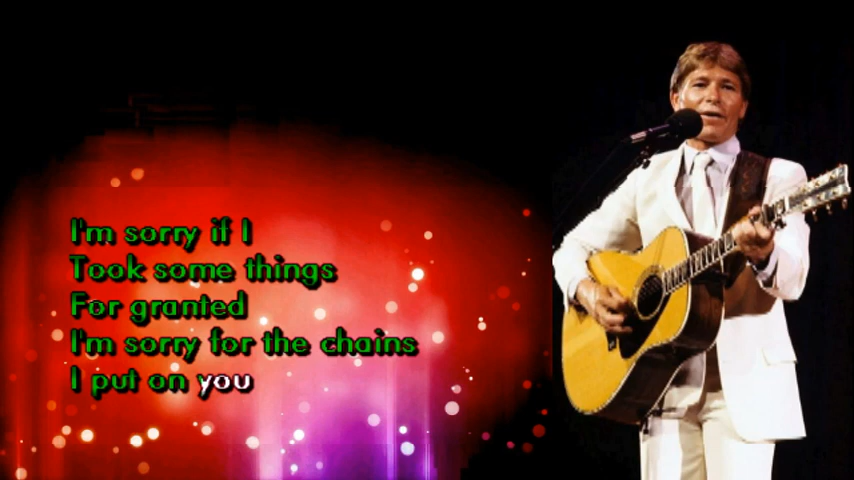 I'm sorry if I
Took some things
For granted
I'm sorry for the chains
I put on you